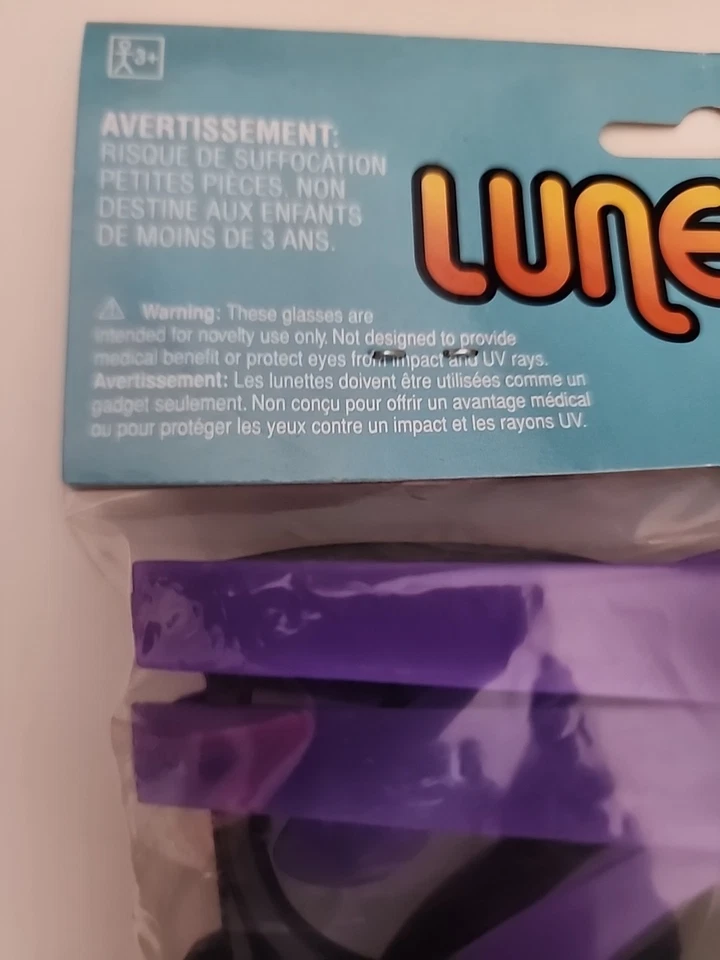 3+
AVERTISSEMENT:
RISQUE DE SUFFOCATION
PETITES PIÈCES. NON
DESTINE AUX ENFANTS
DE MOINS DE 3 ANS.
LUNE
Warning: These glasses are
intended for novelty use only. Not designed to provide
medical benefit or protect eyes from impact and UV rays.
Avertissement: Les lunettes doivent être utilisées comme un
gadget seulement. Non conçu pour offrir un avantage médical
ou pour protéger les yeux contre un impact et les rayons UV.